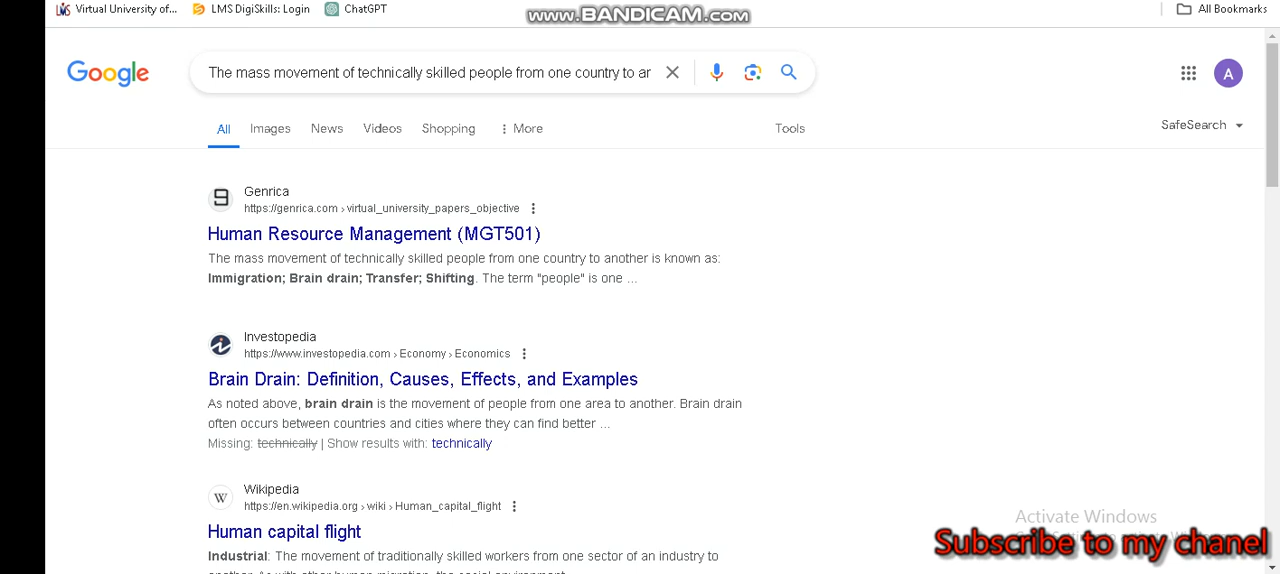 Virtual University of... LMS DigiSkills: Login ChatGPT All Bookmarks
www.BANDICAM.com
Google The mass movement of technically skilled people from one country to ar A
All Images News Videos Shopping More Tools SafeSearch
Genrica
https://genrica.com › virtual_university_papers_objective
Human Resource Management (MGT501)
The mass movement of technically skilled people from one country to another is known as:
Immigration; Brain drain; Transfer; Shifting. The term "people" is one ...
Investopedia
https://www.investopedia.com › Economy › Economics
Brain Drain: Definition, Causes, Effects, and Examples
As noted above, brain drain is the movement of people from one area to another. Brain drain
often occurs between countries and cities where they can find better ...
Missing: technically | Show results with: technically
W Wikipedia
https://en.wikipedia.org › wiki › Human_capital_flight
Human capital flight
Activate Windows
Subscribe to my chanel
Industrial: The movement of traditionally skilled workers from one sector of an industry to